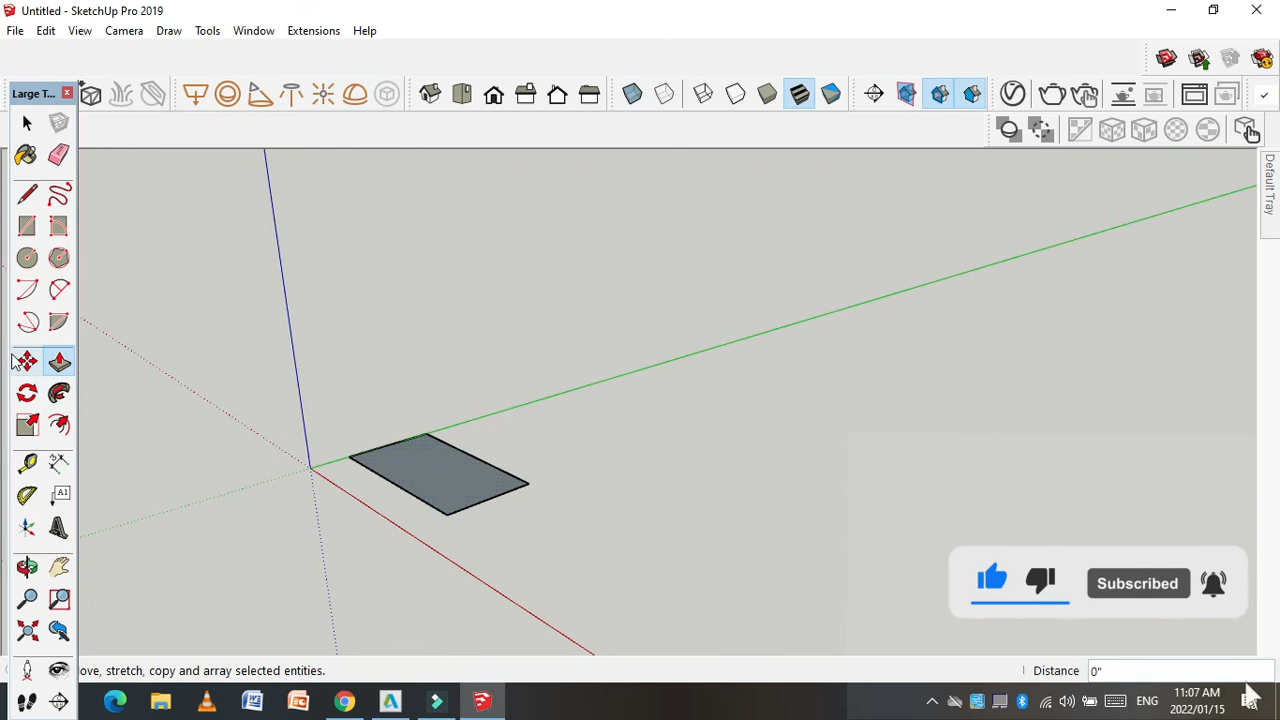 Untitled - SketchUp Pro 2019
File Edit View Camera Draw Tools Window Extensions Help
Large T...
Default Tray
A1
Subscribed
ove, stretch, copy and array selected entities.
Distance 0"
ENG
11:07 AM
2022/01/15